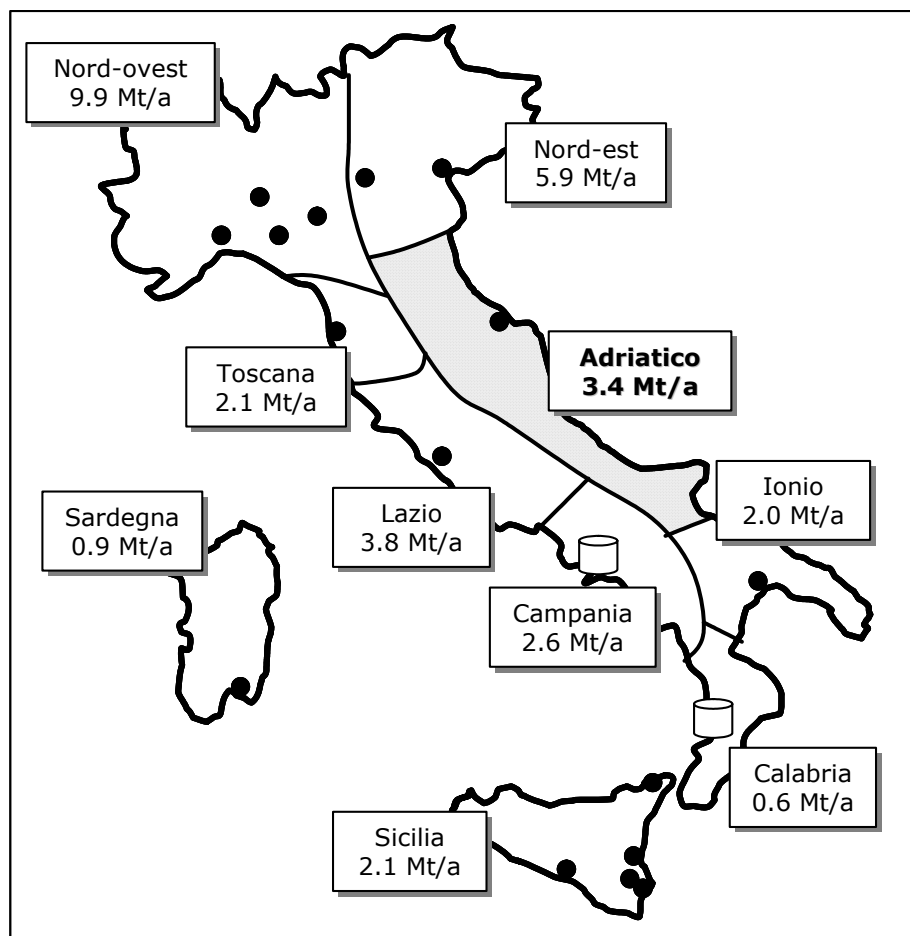 Nord-ovest
9.9 Mt/a
Nord-est
5.9 Mt/a
Adriatico
3.4 Mt/a
Toscana
2.1 Mt/a
Ionio
2.0 Mt/a
Lazio
3.8 Mt/a
Sardegna
0.9 Mt/a
Campania
2.6 Mt/a
Calabria
0.6 Mt/a
Sicilia
2.1 Mt/a